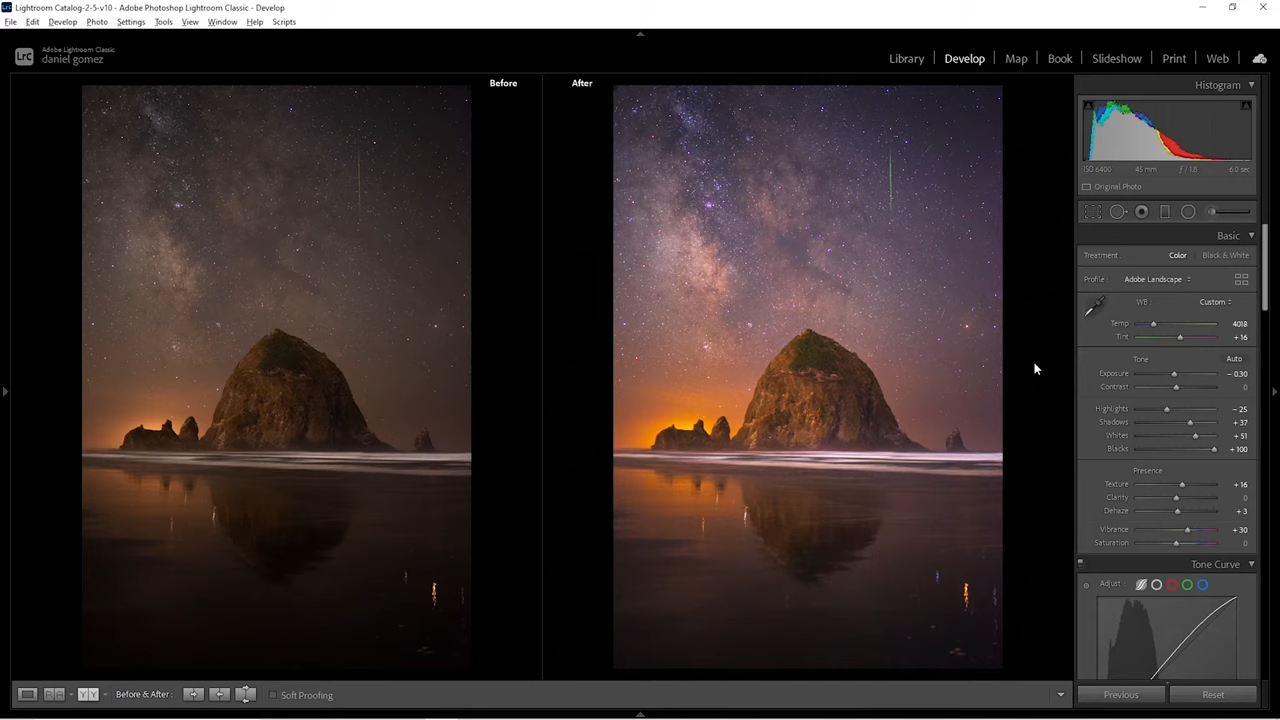 Lightroom Catalog-2-5-v10 - Adobe Photoshop Lightroom Classic - Develop
File Edit Develop Photo Settings Tools View Window Help Scripts
Lrc
Adobe Lightroom Classic
daniel gomez
Library Develop Map Book Slideshow Print Web
Before After
Histogram
ISO 6400 45 mm ƒ / 1.8 6.0 sec
Original Photo
Basic
Treatment : Color Black & White
Profile : Adobe Landscape
WB : Custom
Temp 4018
Tint + 16
Tone Auto
Exposure − 0.30
Contrast 0
Highlights − 25
Shadows + 37
Whites + 51
Blacks + 100
Presence
Texture + 16
Clarity 0
Dehaze + 3
Vibrance + 30
Saturation 0
Tone Curve
Adjust :
Before & After : Soft Proofing
Previous Reset